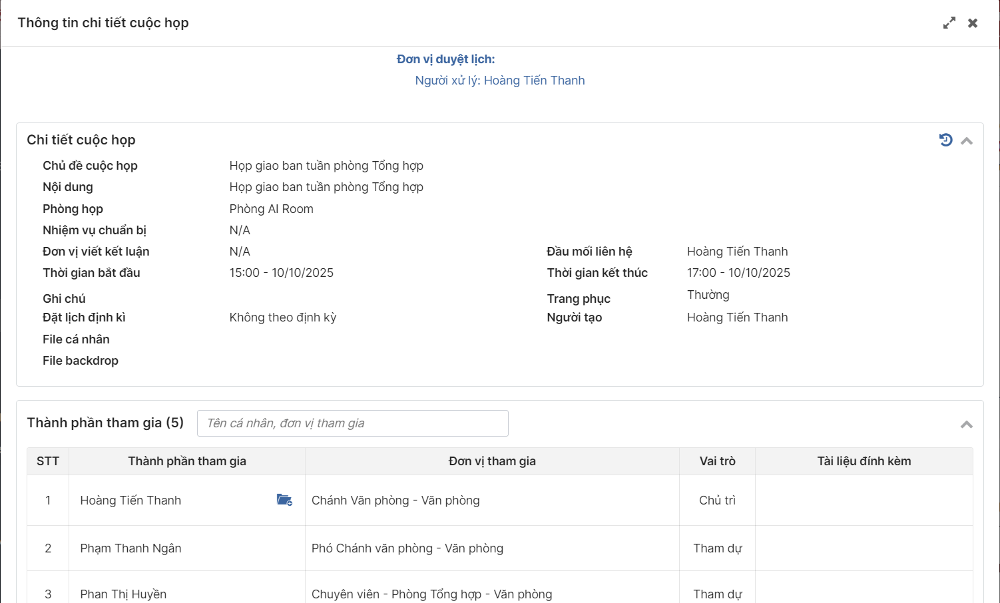 Thông tin chi tiết cuộc họp
Đơn vị duyệt lịch:
Người xử lý: Hoàng Tiến Thanh
Chi tiết cuộc họp
Chủ đề cuộc họp Họp giao ban tuần phòng Tổng hợp
Nội dung Họp giao ban tuần phòng Tổng hợp
Phòng họp Phòng AI Room
Nhiệm vụ chuẩn bị N/A
Đơn vị viết kết luận N/A Đầu mối liên hệ Hoàng Tiến Thanh
Thời gian bắt đầu 15:00 - 10/10/2025 Thời gian kết thúc 17:00 - 10/10/2025
Ghi chú Trang phục Thường
Đặt lịch định kì Không theo định kỳ Người tạo Hoàng Tiến Thanh
File cá nhân
File backdrop
Thành phần tham gia (5) Tên cá nhân, đơn vị tham gia
STT Thành phần tham gia Đơn vị tham gia Vai trò Tài liệu đính kèm
1 Hoàng Tiến Thanh Chánh Văn phòng - Văn phòng Chủ trì
2 Phạm Thanh Ngân Phó Chánh văn phòng - Văn phòng Tham dự
3 Phan Thị Huyền Chuyên viên - Phòng Tổng hợp - Văn phòng Tham dự